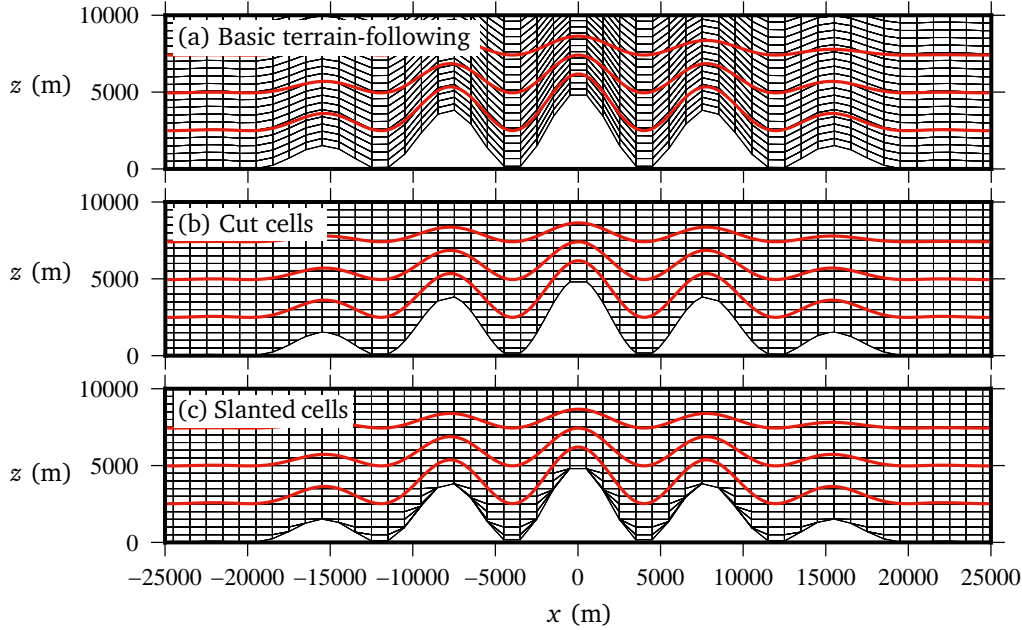 10000
(a) Basic terrain-following
z (m)
5000
0
10000
(b) Cut cells
z (m)
5000
0
10000
(c) Slanted cells
z (m)
5000
0
−25000 −20000 −15000 −10000 −5000 0 5000 10000 15000 20000 25000
x (m)